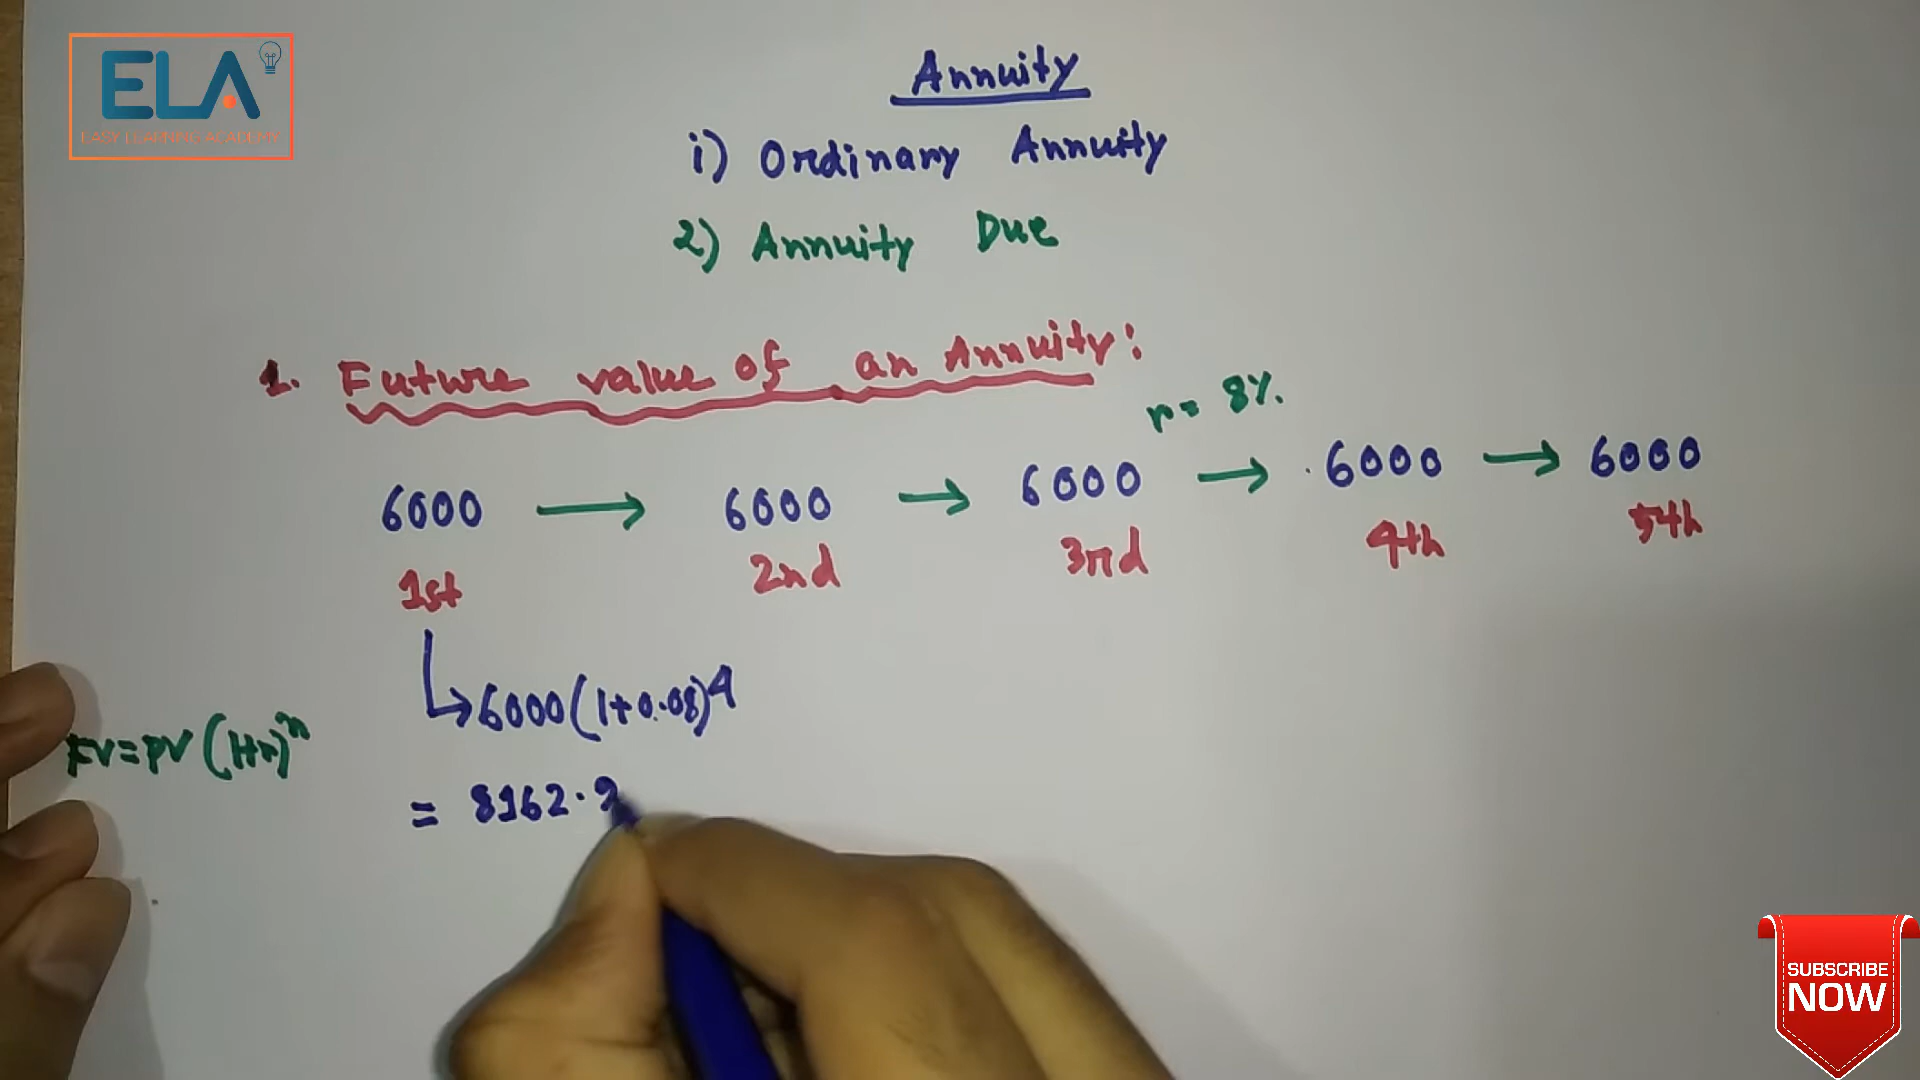 ELA
EASY LEARNING ACADEMY
Annuity
i) Ordinary Annuity
2) Annuity Due
1. Future value of an Annuity:
r = 8%.
6000 → 6000 → 6000 → 6000 → 6000
1st 2nd 3rd 4th 5th
6000(1+0.08)^4
FV=PV(1+r)^n
= 8162.9
SUBSCRIBE
NOW